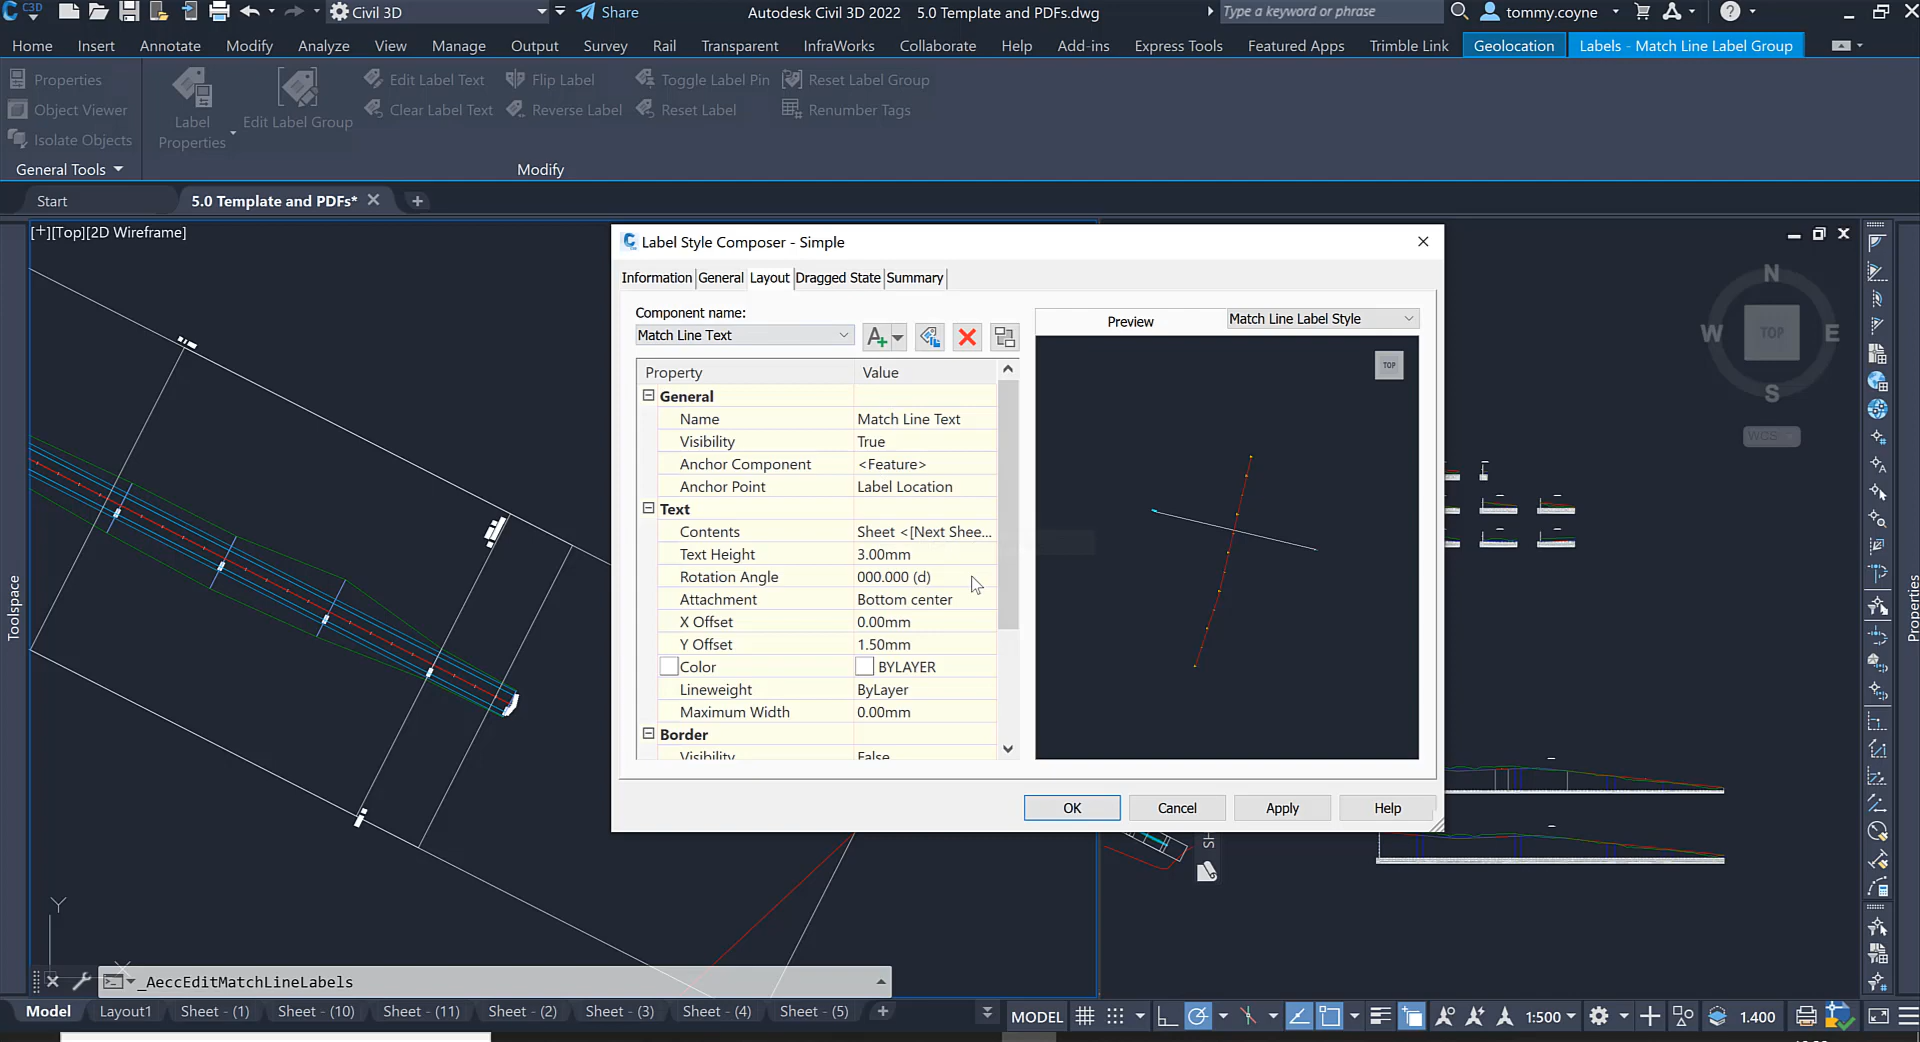 C3D
Civil 3D
Share
Autodesk Civil 3D 2022
5.0 Template and PDFs.dwg
Type a keyword or phrase
tommy.coyne
Home
Insert
Annotate
Modify
Analyze
View
Manage
Output
Survey
Rail
Transparent
InfraWorks
Collaborate
Help
Add-ins
Express Tools
Featured Apps
Trimble Link
Geolocation
Labels - Match Line Label Group
Properties
Object Viewer
Isolate Objects
General Tools
Label
Properties
Edit Label Group
Edit Label Text
Clear Label Text
Flip Label
Reverse Label
Toggle Label Pin
Reset Label
Reset Label Group
Renumber Tags
Modify
Start
5.0 Template and PDFs*
[+][Top][2D Wireframe]
Toolspace
Properties
N
W
TOP
E
S
WCS
Label Style Composer - Simple
Information
General
Layout
Dragged State
Summary
Component name:
Match Line Text
Preview
Match Line Label Style
TOP
Property
Value
General
Name
Match Line Text
Visibility
True
Anchor Component
<Feature>
Anchor Point
Label Location
Text
Contents
Sheet <[Next Shee...
Text Height
3.00mm
Rotation Angle
000.000 (d)
Attachment
Bottom center
X Offset
0.00mm
Y Offset
1.50mm
Color
BYLAYER
Lineweight
ByLayer
Maximum Width
0.00mm
Border
Visibility
False
OK
Cancel
Apply
Help
Y
X
_AeccEditMatchLineLabels
Model
Layout1
Sheet - (1)
Sheet - (10)
Sheet - (11)
Sheet - (2)
Sheet - (3)
Sheet - (4)
Sheet - (5)
MODEL
1:500
1.400